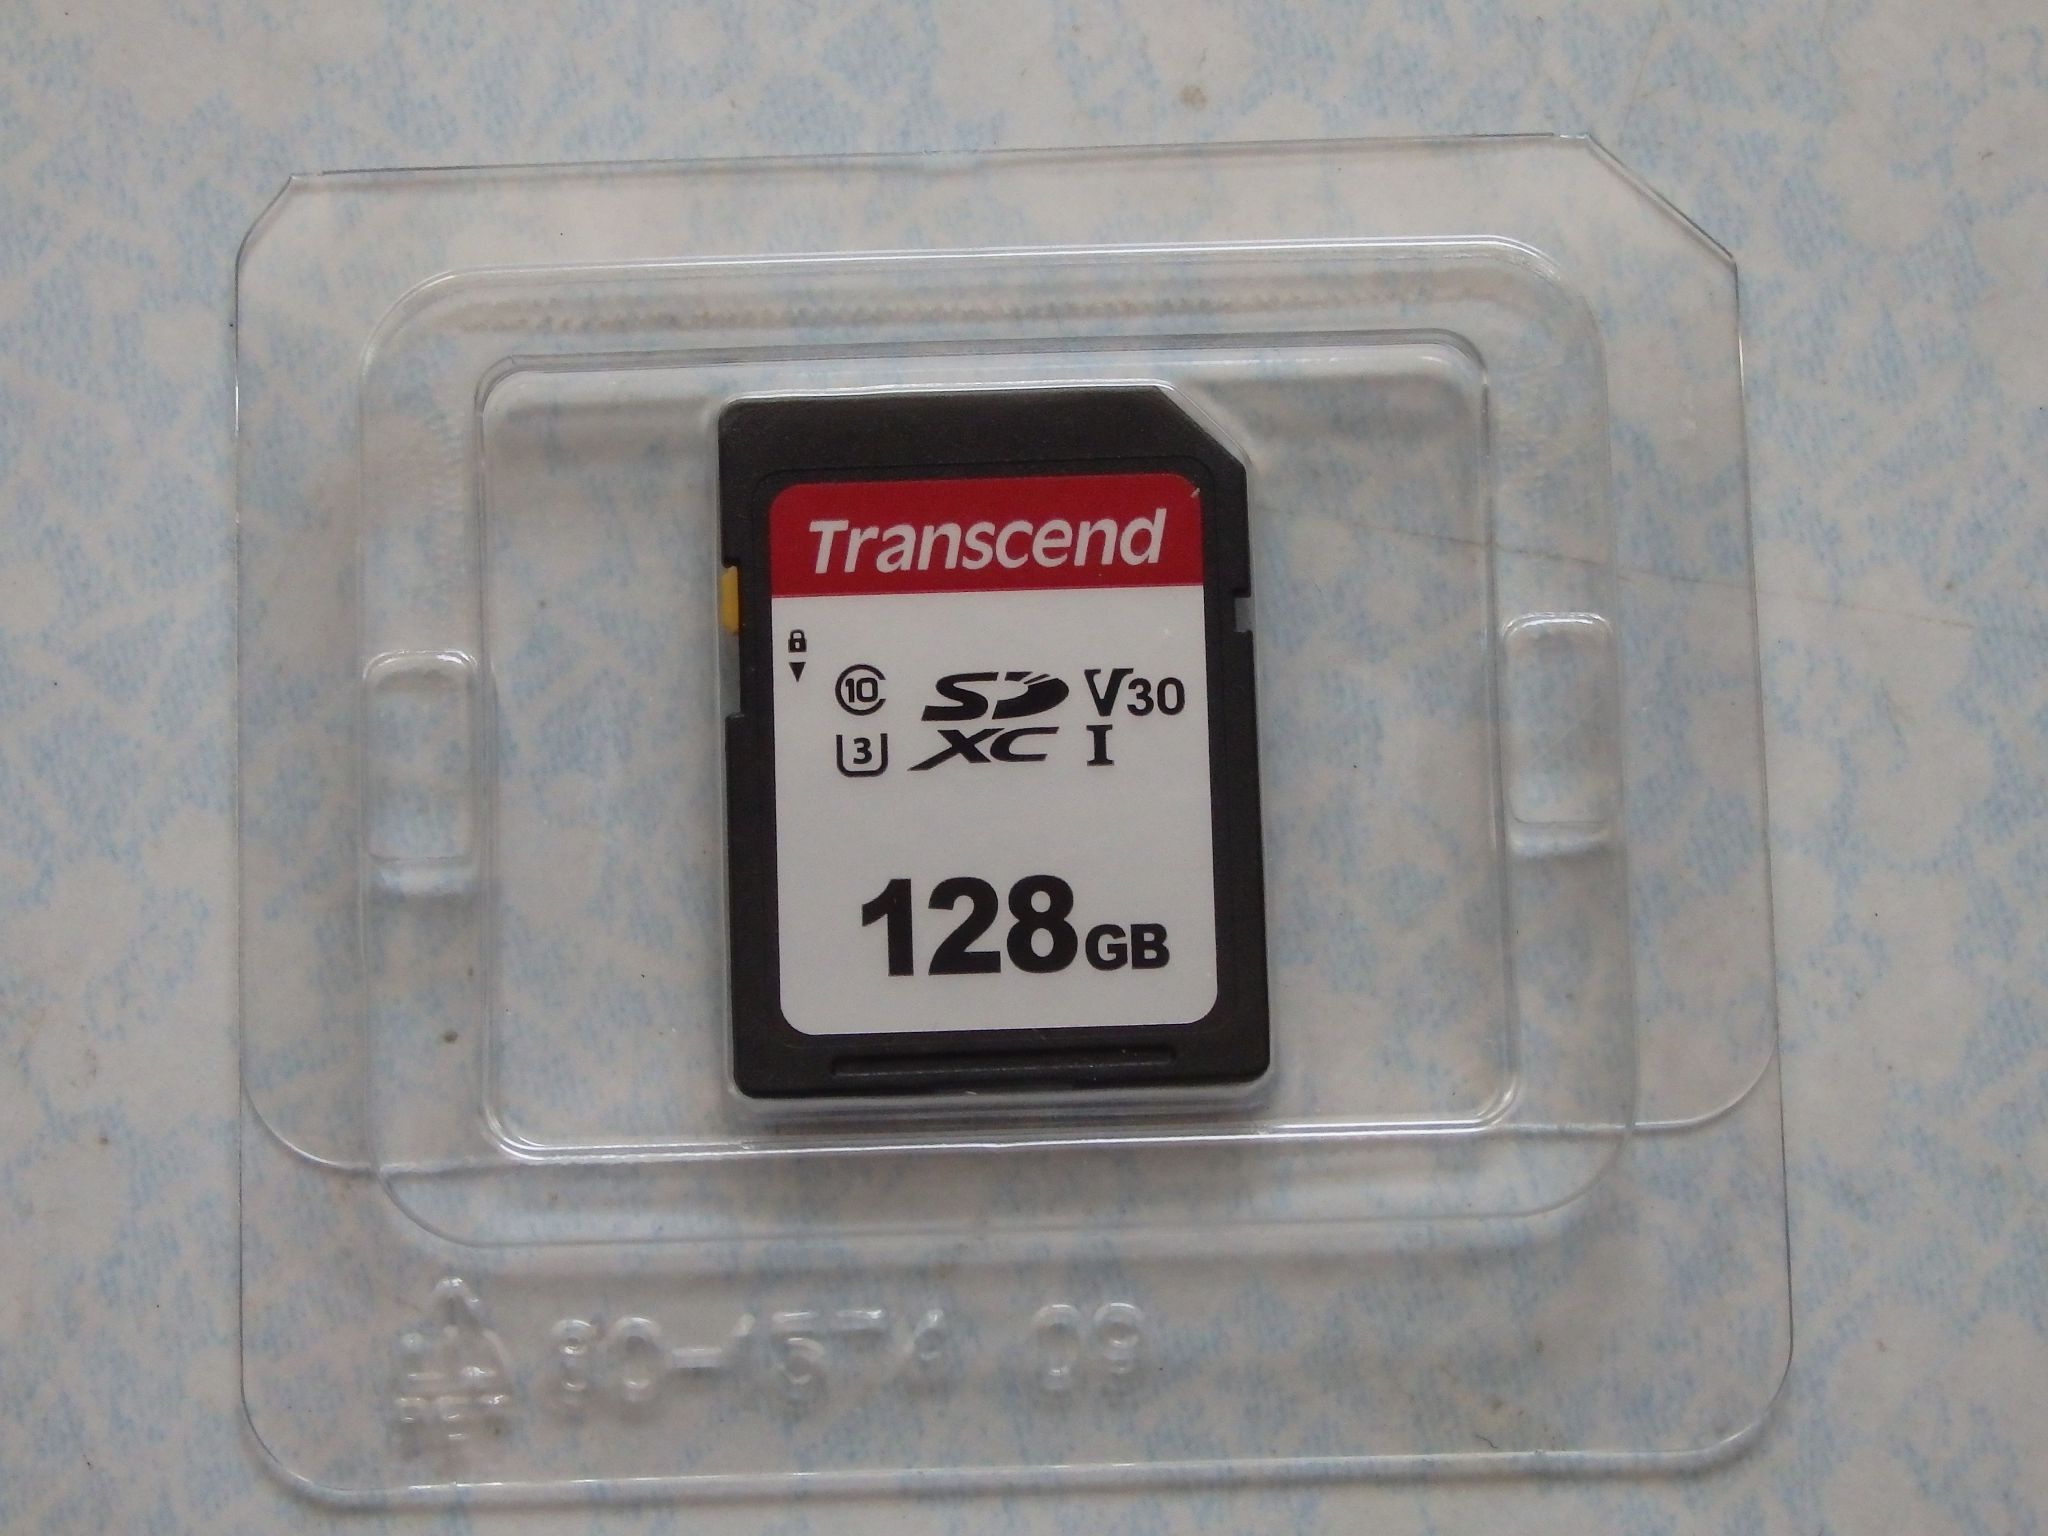 Transcend
10 SD V30
3 XC I
128GB